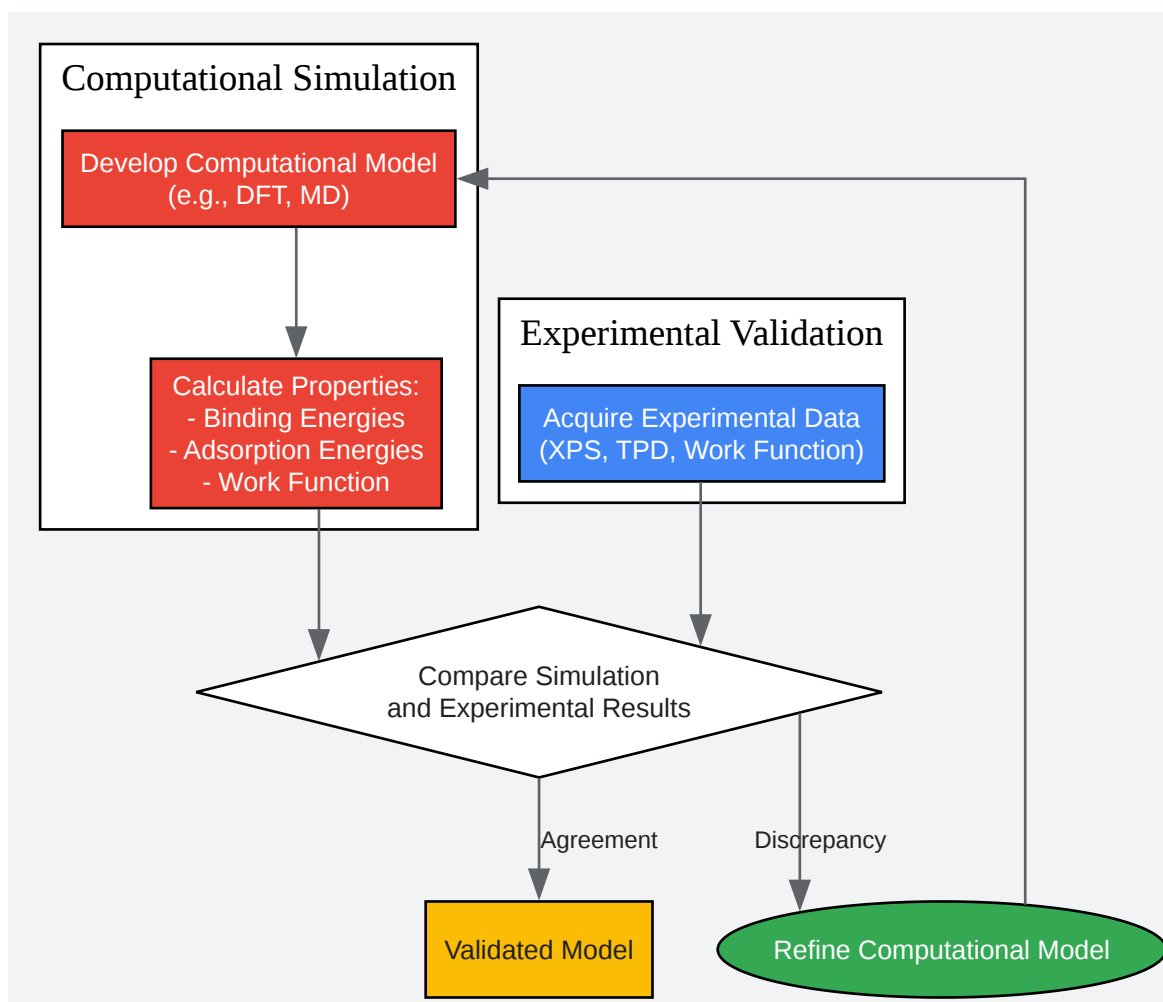 Computational Simulation
Develop Computational Model
(e.g., DFT, MD)
Calculate Properties:
- Binding Energies
- Adsorption Energies
- Work Function
Experimental Validation
Acquire Experimental Data
(XPS, TPD, Work Function)
Compare Simulation
and Experimental Results
Agreement
Discrepancy
Validated Model
Refine Computational Model